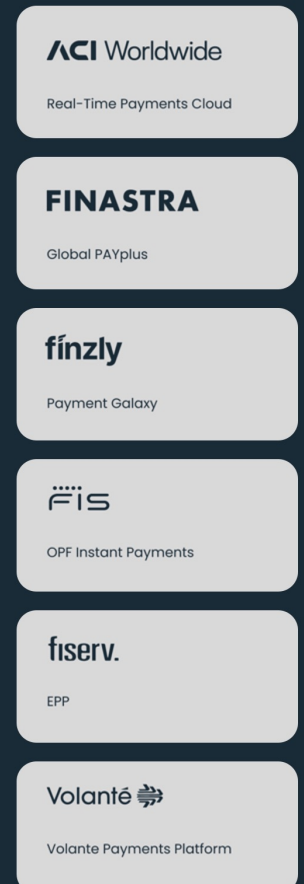 ACI Worldwide
Real-Time Payments Cloud
FINASTRA
Global PAYplus
finzly
Payment Galaxy
FIS
OPF Instant Payments
fiserv.
EPP
Volanté
Volante Payments Platform